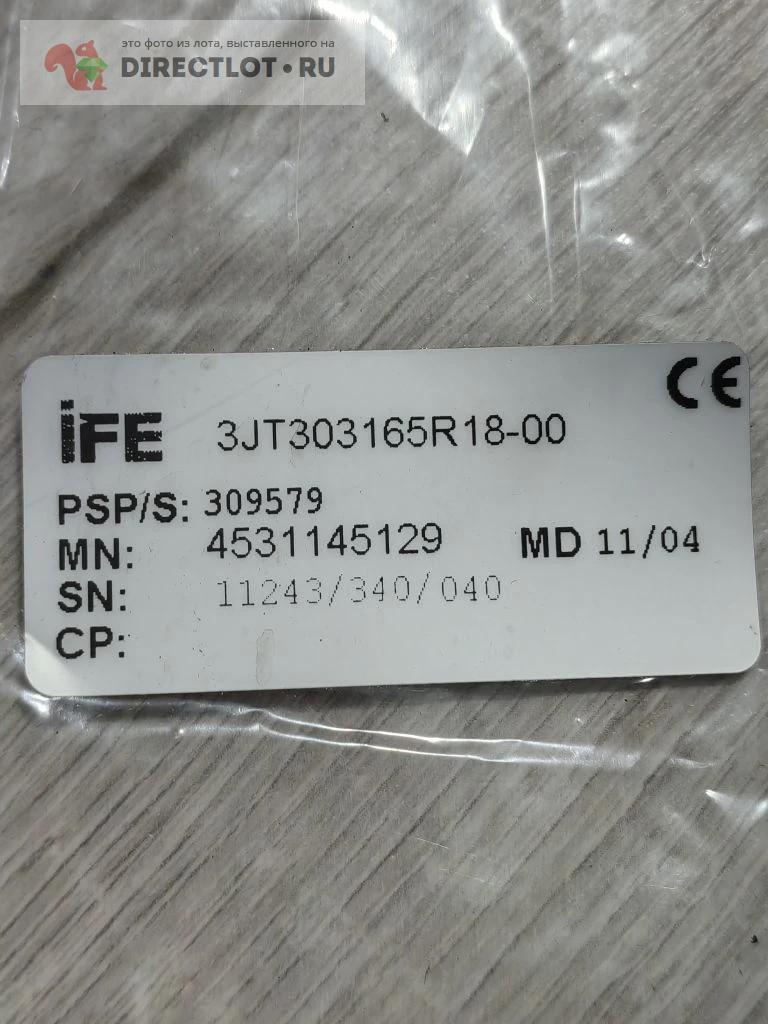 это фото из лота, выставленного на
DIRECTLOT•RU
CE
iFE 3JT303165R18-00
PSP/S: 309579
MN: 4531145129 MD 11/04
SN: 11243/340/040
CP: